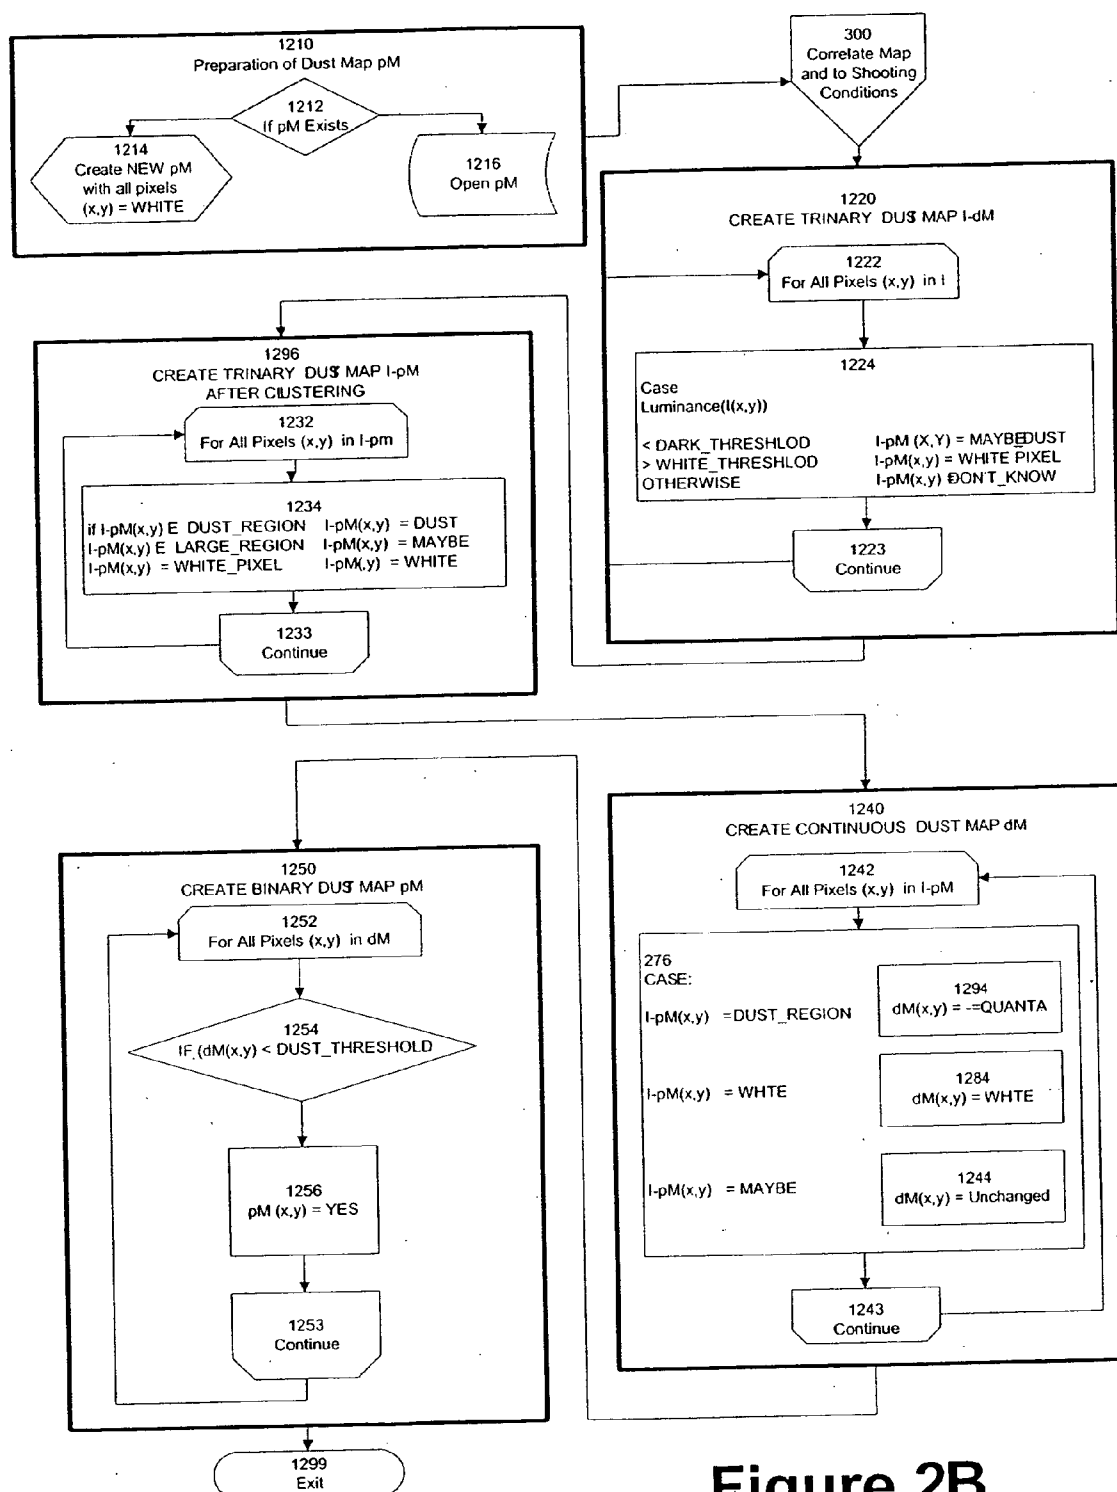 1210
Preparation of Dust Map pM
1212
If pM Exists
1214
Create NEW pM
with all pixels
(x,y) = WHITE
1216
Open pM
300
Correlate Map
and to Shooting
Conditions
1220
CREATE TRINARY DUST MAP I-dM
1222
For All Pixels (x,y) in I
1224
Case
Luminance(I(x,y))
< DARK_THRESHLOD I-pM (X,Y) = MAYBEDUST
> WHITE_THRESHLOD I-pM(x,y) = WHITE PIXEL
OTHERWISE I-pM(x,y) =DON'T_KNOW
1223
Continue
1296
CREATE TRINARY DUST MAP I-pM
AFTER CLUSTERING
1232
For All Pixels (x,y) in I-pm
1234
if I-pM(x,y) E DUST_REGION I-pM(x,y) = DUST
I-pM(x,y) E LARGE_REGION I-pM(x,y) = MAYBE
I-pM(x,y) = WHITE_PIXEL I-pM(,y) = WHITE
1233
Continue
1240
CREATE CONTINUOUS DUST MAP dM
1242
For All Pixels (x,y) in I-pM
276
CASE:
I-pM(x,y) =DUST_REGION
1294
dM(x,y) = -=QUANTA
I-pM(x,y) = WHTE
1284
dM(x,y) = WHTE
I-pM(x,y) = MAYBE
1244
dM(x,y) = Unchanged
1243
Continue
1250
CREATE BINARY DUST MAP pM
1252
For All Pixels (x,y) in dM
1254
IF (dM(x,y) < DUST_THRESHOLD
1256
pM (x,y) = YES
1253
Continue
1299
Exit
Figure 2B